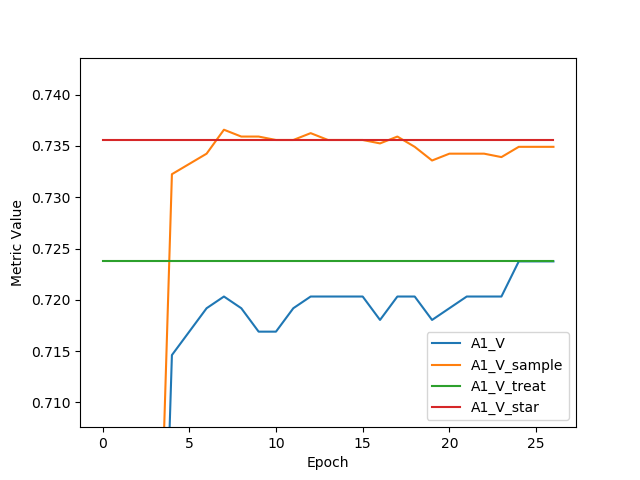 0.740
0.735
0.730
0.725
0.720
0.715
0.710
Metric Value
0 5 10 15 20 25
Epoch
A1_V
A1_V_sample
A1_V_treat
A1_V_star